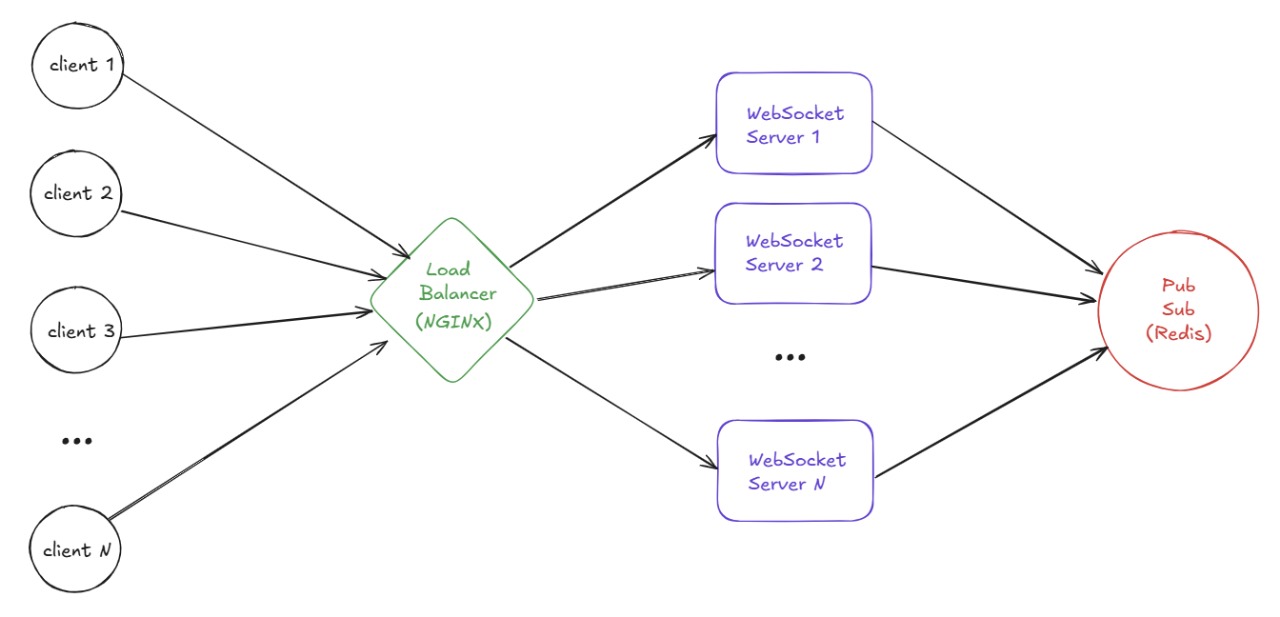 client 1
client 2
client 3
...
client N
Load
Balancer
(NGINX)
WebSocket
Server 1
WebSocket
Server 2
...
WebSocket
Server N
Pub
Sub
(Redis)